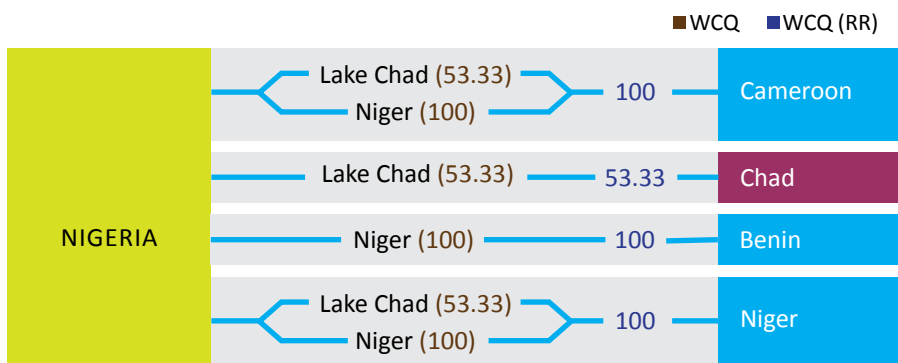 WCQ WCQ (RR)
Lake Chad (53.33)
Niger (100)
100
Cameroon
Lake Chad (53.33)
53.33
Chad
NIGERIA
Niger (100)
100
Benin
Lake Chad (53.33)
Niger (100)
100
Niger